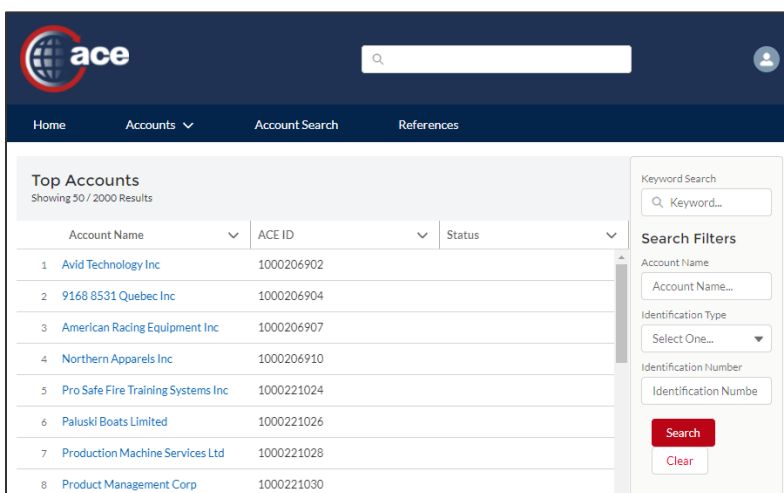 ace
Home Accounts Account Search References
Top Accounts
Showing 50 / 2000 Results
Account Name ACE ID Status
1 Avid Technology Inc 1000206902
2 9168 8531 Quebec Inc 1000206904
3 American Racing Equipment Inc 1000206907
4 Northern Apparels Inc 1000206910
5 Pro Safe Fire Training Systems Inc 1000221024
6 Paluski Boats Limited 1000221026
7 Production Machine Services Ltd 1000221028
8 Product Management Corp 1000221030
Keyword Search
Keyword...
Search Filters
Account Name
Account Name...
Identification Type
Select One...
Identification Number
Identification Numbe
Search
Clear